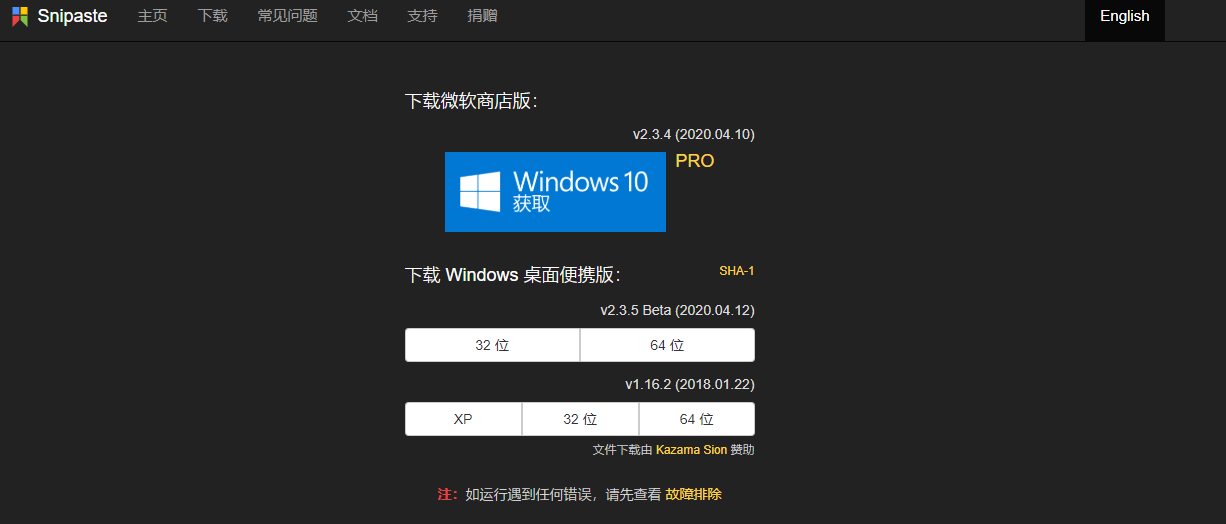 Snipaste 主页 下载 常见问题 文档 支持 捐赠 English
下载微软商店版：
v2.3.4 (2020.04.10)
Windows 10 PRO
获取
下载 Windows 桌面便携版： SHA-1
v2.3.5 Beta (2020.04.12)
32 位 64 位
v1.16.2 (2018.01.22)
XP 32 位 64 位
文件下载由 Kazama Sion 赞助
注：如运行遇到任何错误，请先查看 故障排除